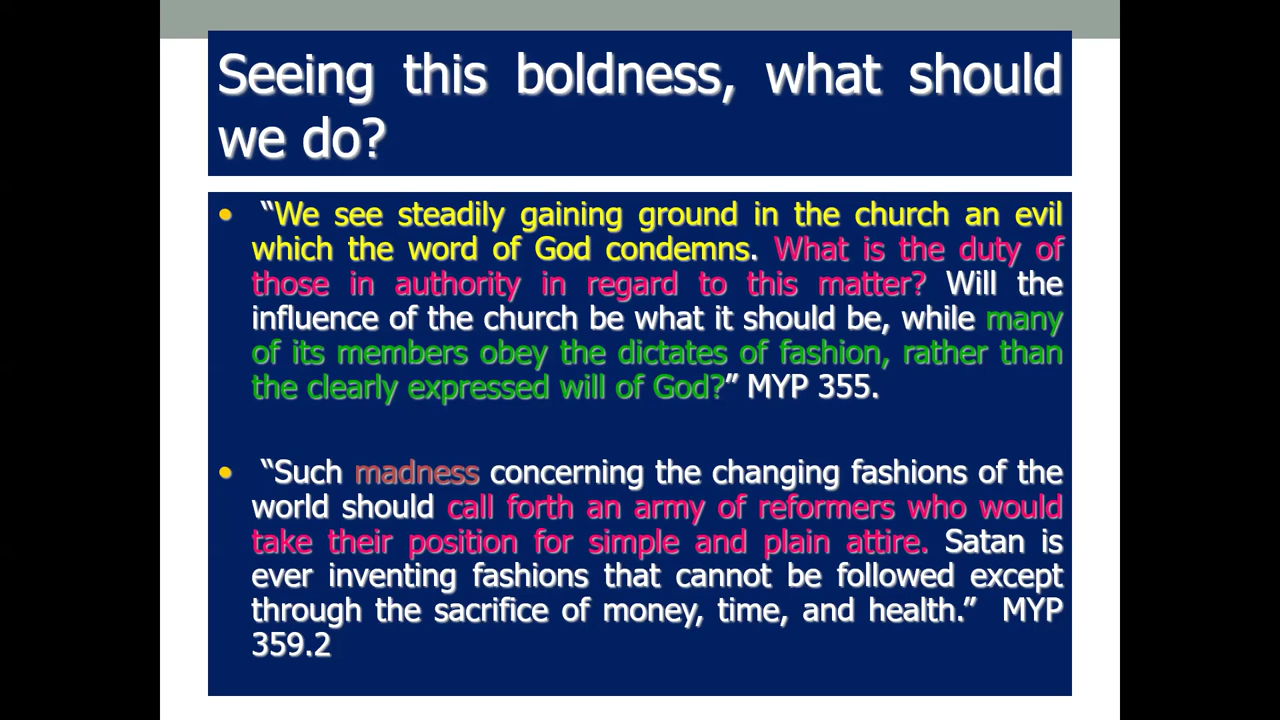 Seeing this boldness, what should
we do?
• “We see steadily gaining ground in the church an evil
which the word of God condemns. What is the duty of
those in authority in regard to this matter? Will the
influence of the church be what it should be, while many
of its members obey the dictates of fashion, rather than
the clearly expressed will of God?” MYP 355.
• “Such madness concerning the changing fashions of the
world should call forth an army of reformers who would
take their position for simple and plain attire. Satan is
ever inventing fashions that cannot be followed except
through the sacrifice of money, time, and health.” MYP
359.2